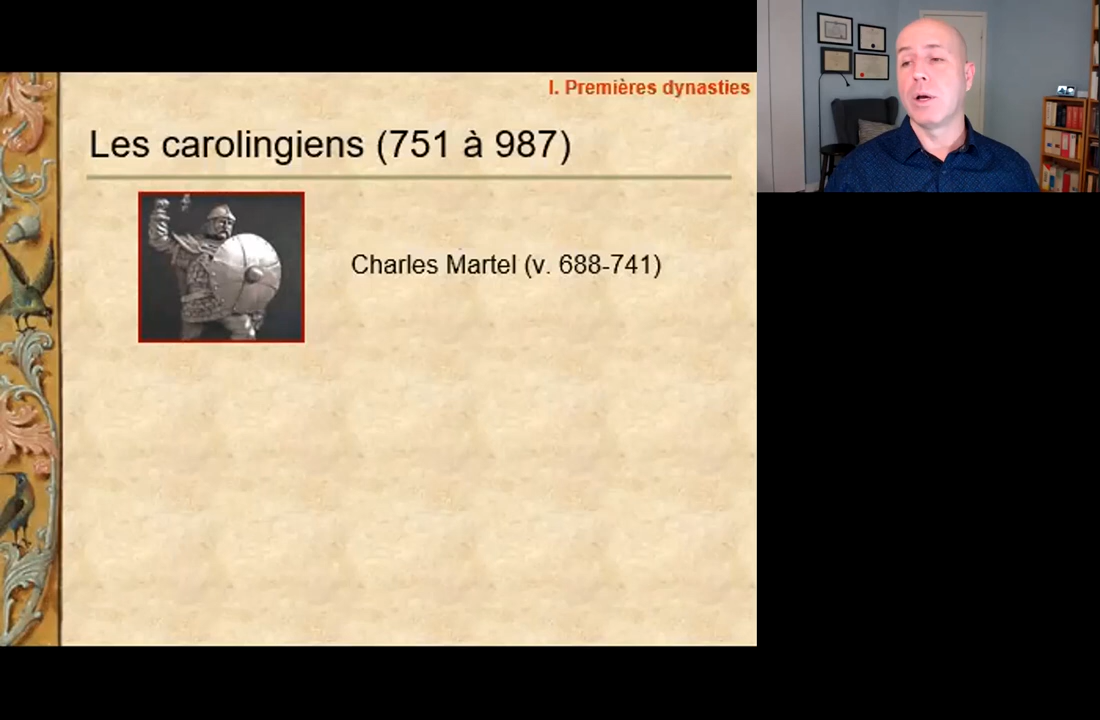 I. Premières dynasties
Les carolingiens (751 à 987)
Charles Martel (v. 688-741)